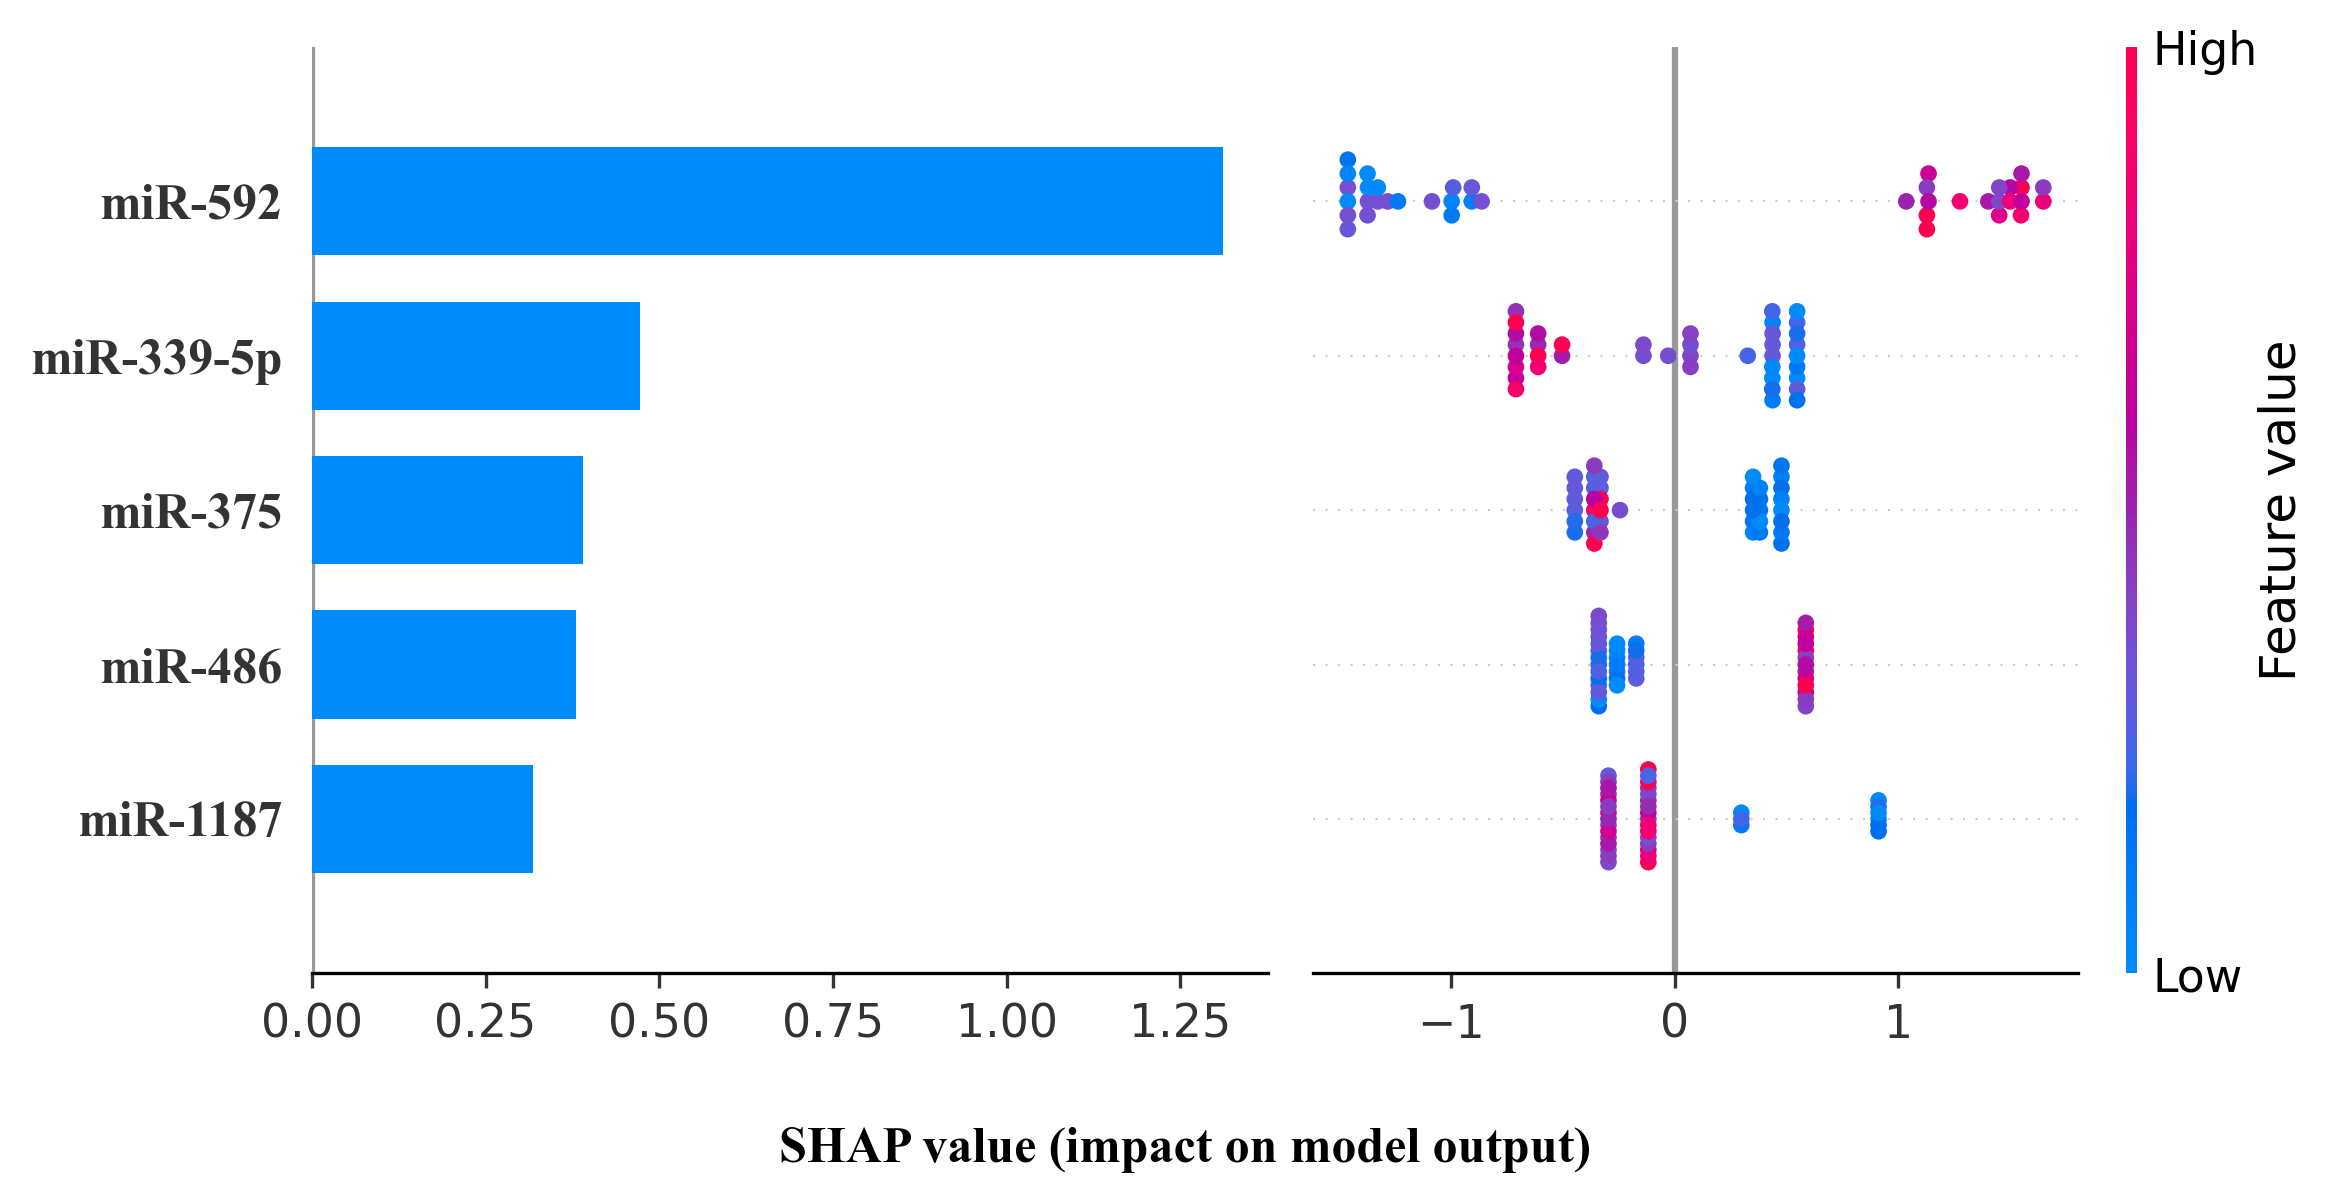 miR-592
miR-339-5p
miR-375
miR-486
miR-1187
0.00 0.25 0.50 0.75 1.00 1.25
−1 0 1
High
Low
Feature value
SHAP value (impact on model output)